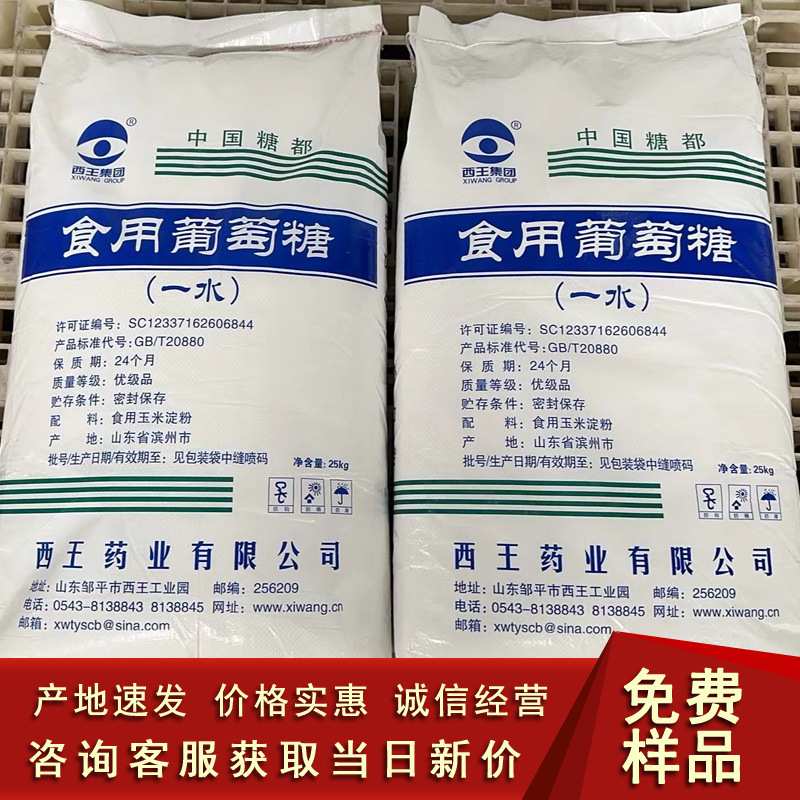 ®
西王集团
XIWANG GROUP
中国糖都
食用葡萄糖
（一水）
许可证编号：SC12337162606844
产品标准代号：GB/T20880
保质期：24个月
质量等级：优级品
贮存条件：密封保存
配料：食用玉米淀粉
产地：山东省滨州市
批号/生产日期/有效期至：见包装袋中缝喷码
净含量：25kg
西王药业有限公司
地址：山东邹平市西王工业园 邮编：256209
电话：0543-8138843 8138845 网址：www.xiwang.cn
邮箱：xwtyscb@sina.com
®
西王集团
XIWANG GROUP
中国糖都
食用葡萄糖
（一水）
许可证编号：SC12337162606844
产品标准代号：GB/T20880
保质期：24个月
质量等级：优级品
贮存条件：密封保存
配料：食用玉米淀粉
产地：山东省滨州市
批号/生产日期/有效期至：见包装袋中缝喷码
净含量：25kg
西王药业有限公司
地址：山东邹平市西王工业园 邮编：256209
电话：0543-8138843 8138845 网址：www.xiwang.cn
邮箱：xwtyscb@sina.com
产地速发 价格实惠 诚信经营
咨询客服获取当日新价
免费
样品